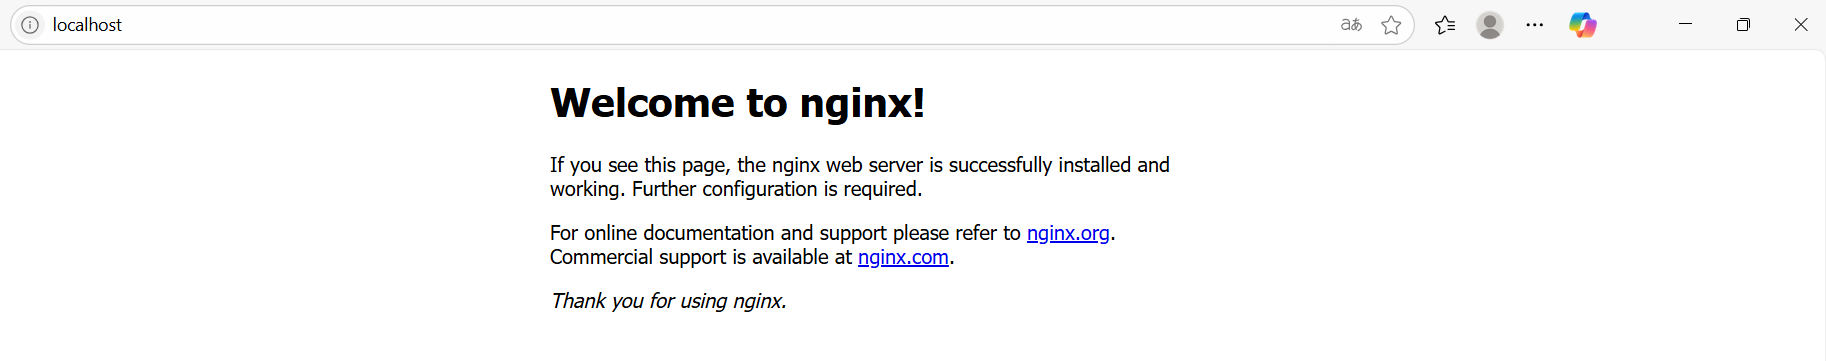 localhost
aあ
Welcome to nginx!
If you see this page, the nginx web server is successfully installed and
working. Further configuration is required.
For online documentation and support please refer to nginx.org.
Commercial support is available at nginx.com.
Thank you for using nginx.